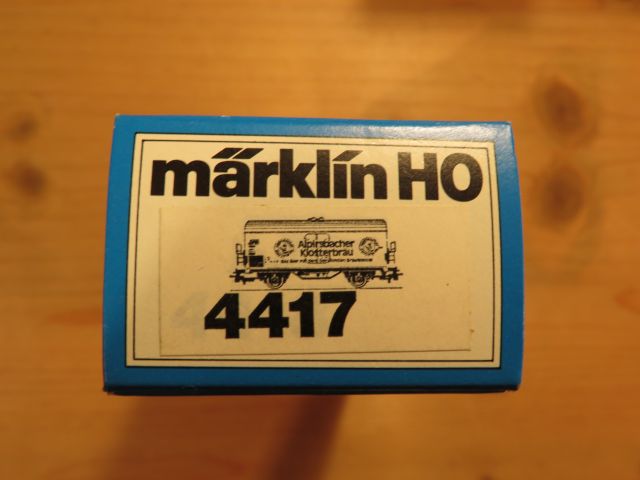 märklin HO
Alpirsbacher
Klosterbräu
4417